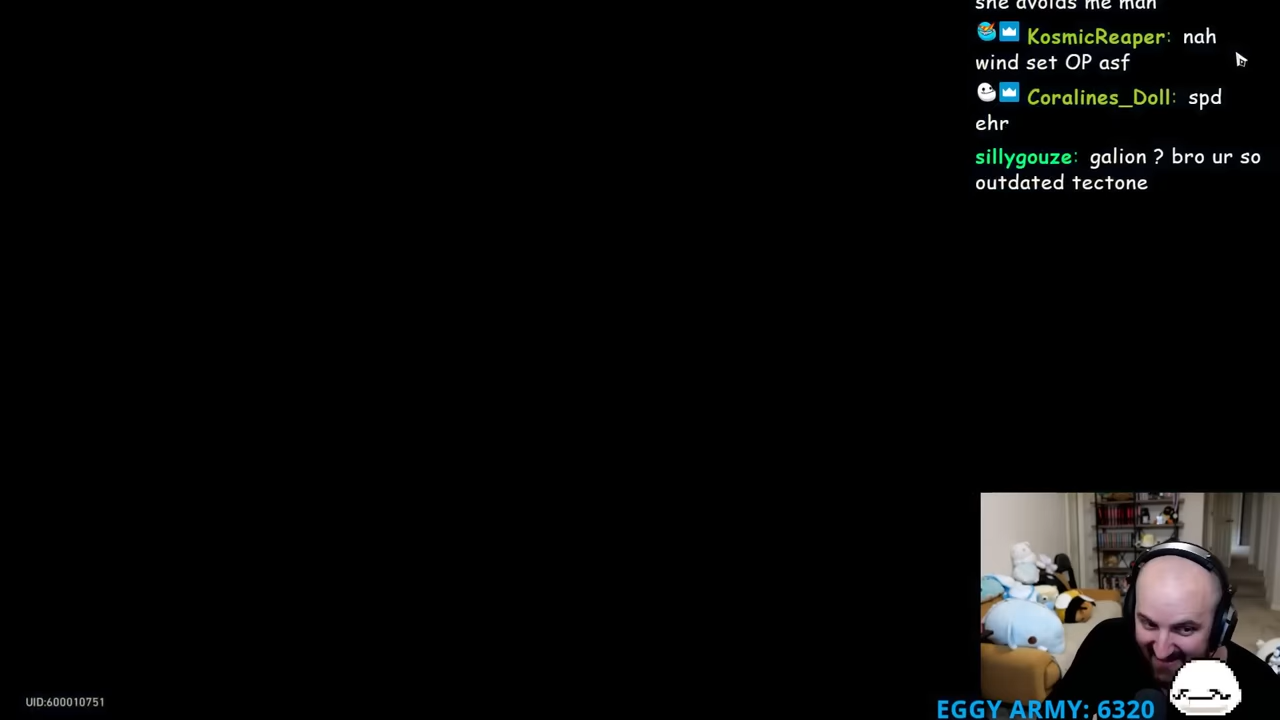 she avoids me man
KosmicReaper: nah
wind set OP asf
Coralines_Doll: spd
ehr
sillygouze: galion ? bro ur so
outdated tectone
UID:600010751
EGGY ARMY: 6320